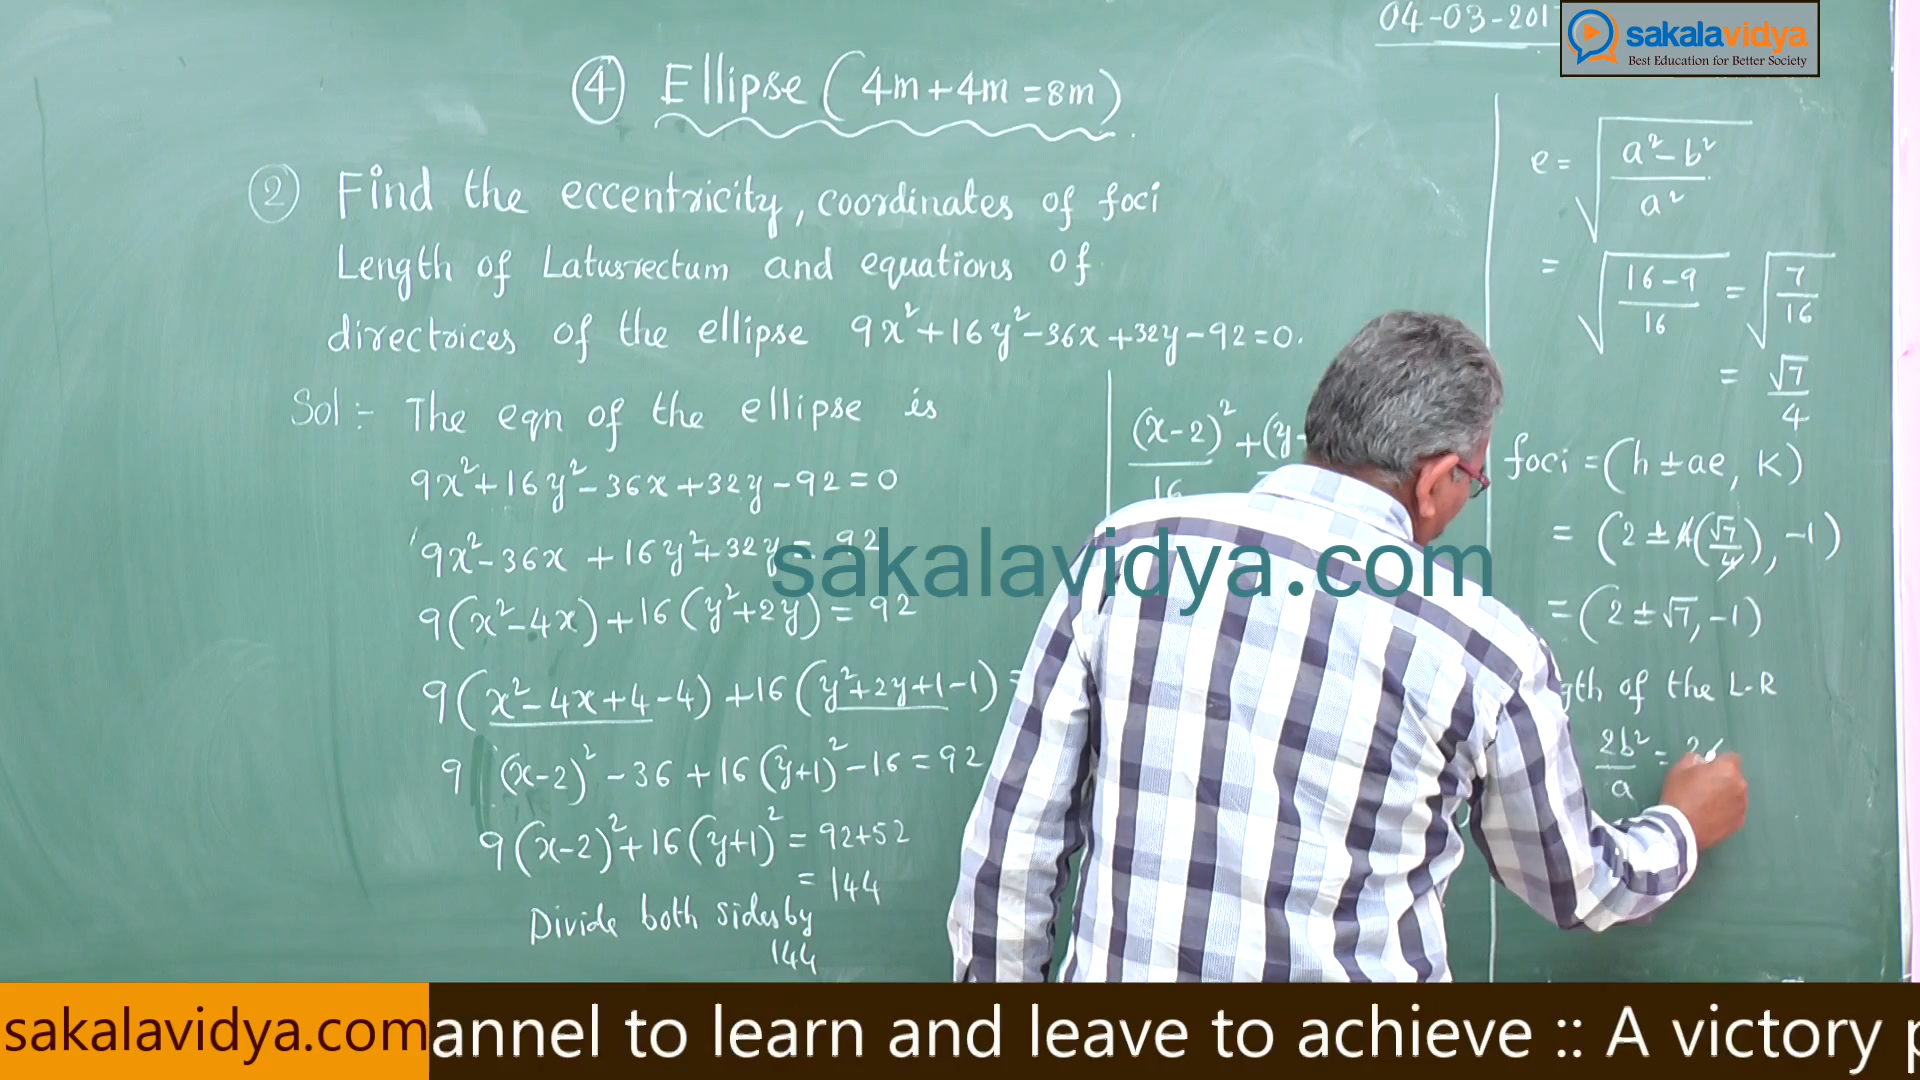 04-03-201
sakalavidya
Best Education for Better Society
④ Ellipse (4m+4m=8m)
② Find the eccentricity, coordinates of foci
Length of Latusrectum and equations of
directrices of the ellipse 9x²+16y²-36x+32y-92=0.
Sol:- The eqn of the ellipse is
9x²+16y²-36x+32y-92=0
9x²-36x+16y²+32y=92
9(x²-4x)+16(y²+2y)=92
9(x²-4x+4-4)+16(y²+2y+1-1)=
9(x-2)²-36+16(y+1)²-16=92
9(x-2)²+16(y+1)²=92+52
=144
Divide both sides by
144
(x-2)²+(y
16
e=√((a²-b²)/a²)
=√((16-9)/16)=√(7/16)
=√7/4
foci=(h±ae, K)
=(2±4(√7/4),-1)
=(2±√7,-1)
gth of the L-R
2b²/a=
sakalavidya.com
sakalavidya.com
annel to learn and leave to achieve :: A victory p